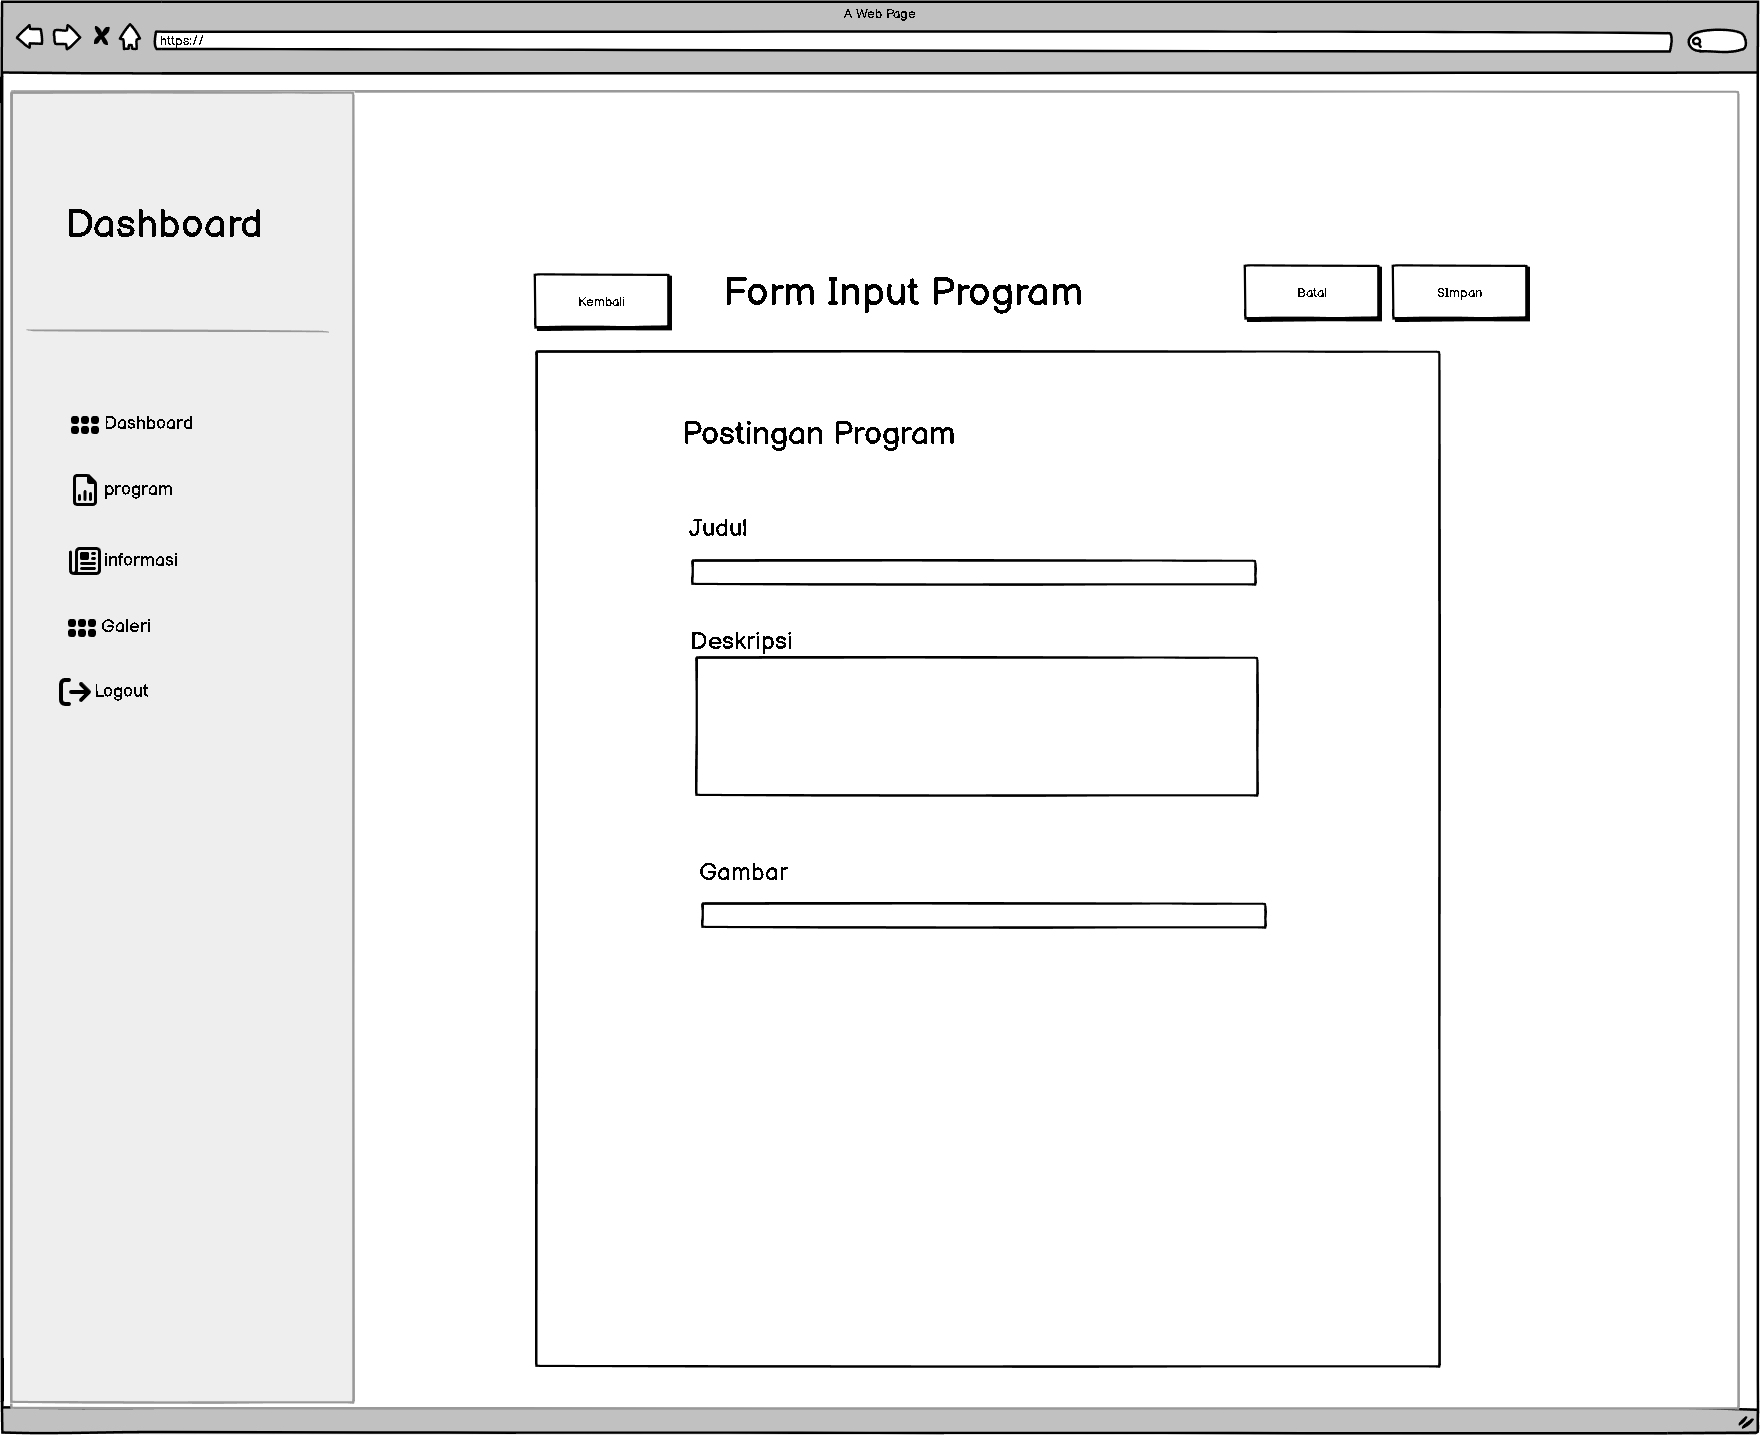 A Web Page
https://
Dashboard
Dashboard
program
informasi
Galeri
Logout
Kembali
Form Input Program
Batal
SImpan
Postingan Program
Judul
Deskripsi
Gambar